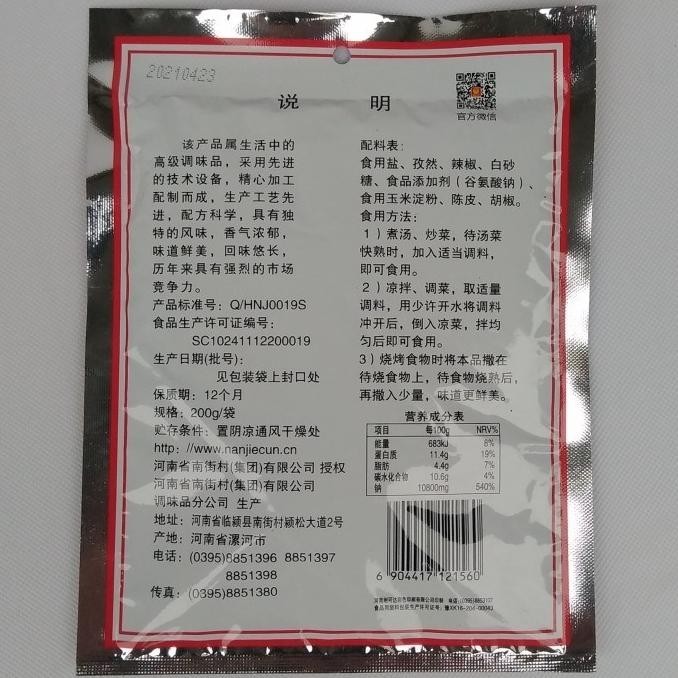 20210423
说 明
官方微信
该产品属生活中的
高级调味品，采用先进
的技术设备，精心加工
配制而成，生产工艺先
进，配方科学，具有独
特的风味，香气浓郁，
味道鲜美，回味悠长，
历年来具有强烈的市场
竞争力。
产品标准号：Q/HNJ0019S
食品生产许可证编号：
SC10241112200019
生产日期(批号)：
见包装袋上封口处
保质期：12个月
规格：200g/袋
贮存条件：置阴凉通风干燥处
http：//www.nanjiecun.cn
河南省南街村(集团)有限公司 授权
河南省南街村(集团)有限公司
调味品分公司 生产
地址：河南省临颍县南街村颍松大道2号
产地：河南省漯河市
电话：(0395)8851396 8851397
8851398
传真：(0395)8851380
配料表：
食用盐、孜然、辣椒、白砂
糖、食品添加剂（谷氨酸钠）、
食用玉米淀粉、陈皮、胡椒。
食用方法：
1）煮汤、炒菜，待汤菜
快熟时，加入适当调料，
即可食用。
2）凉拌、调菜，取适量
调料，用少许开水将调料
冲开后，倒入凉菜，拌均
匀后即可食用。
3）烧烤食物时将本品撒在
待烧食物上，待食物烧熟后，
再撒入少量，味道更鲜美。
营养成分表
项目 每100g NRV%
能量 683kJ 8%
蛋白质 11.4g 19%
脂肪 4.4g 7%
碳水化合物 10.6g 4%
钠 10800mg 540%
6 904417 121560